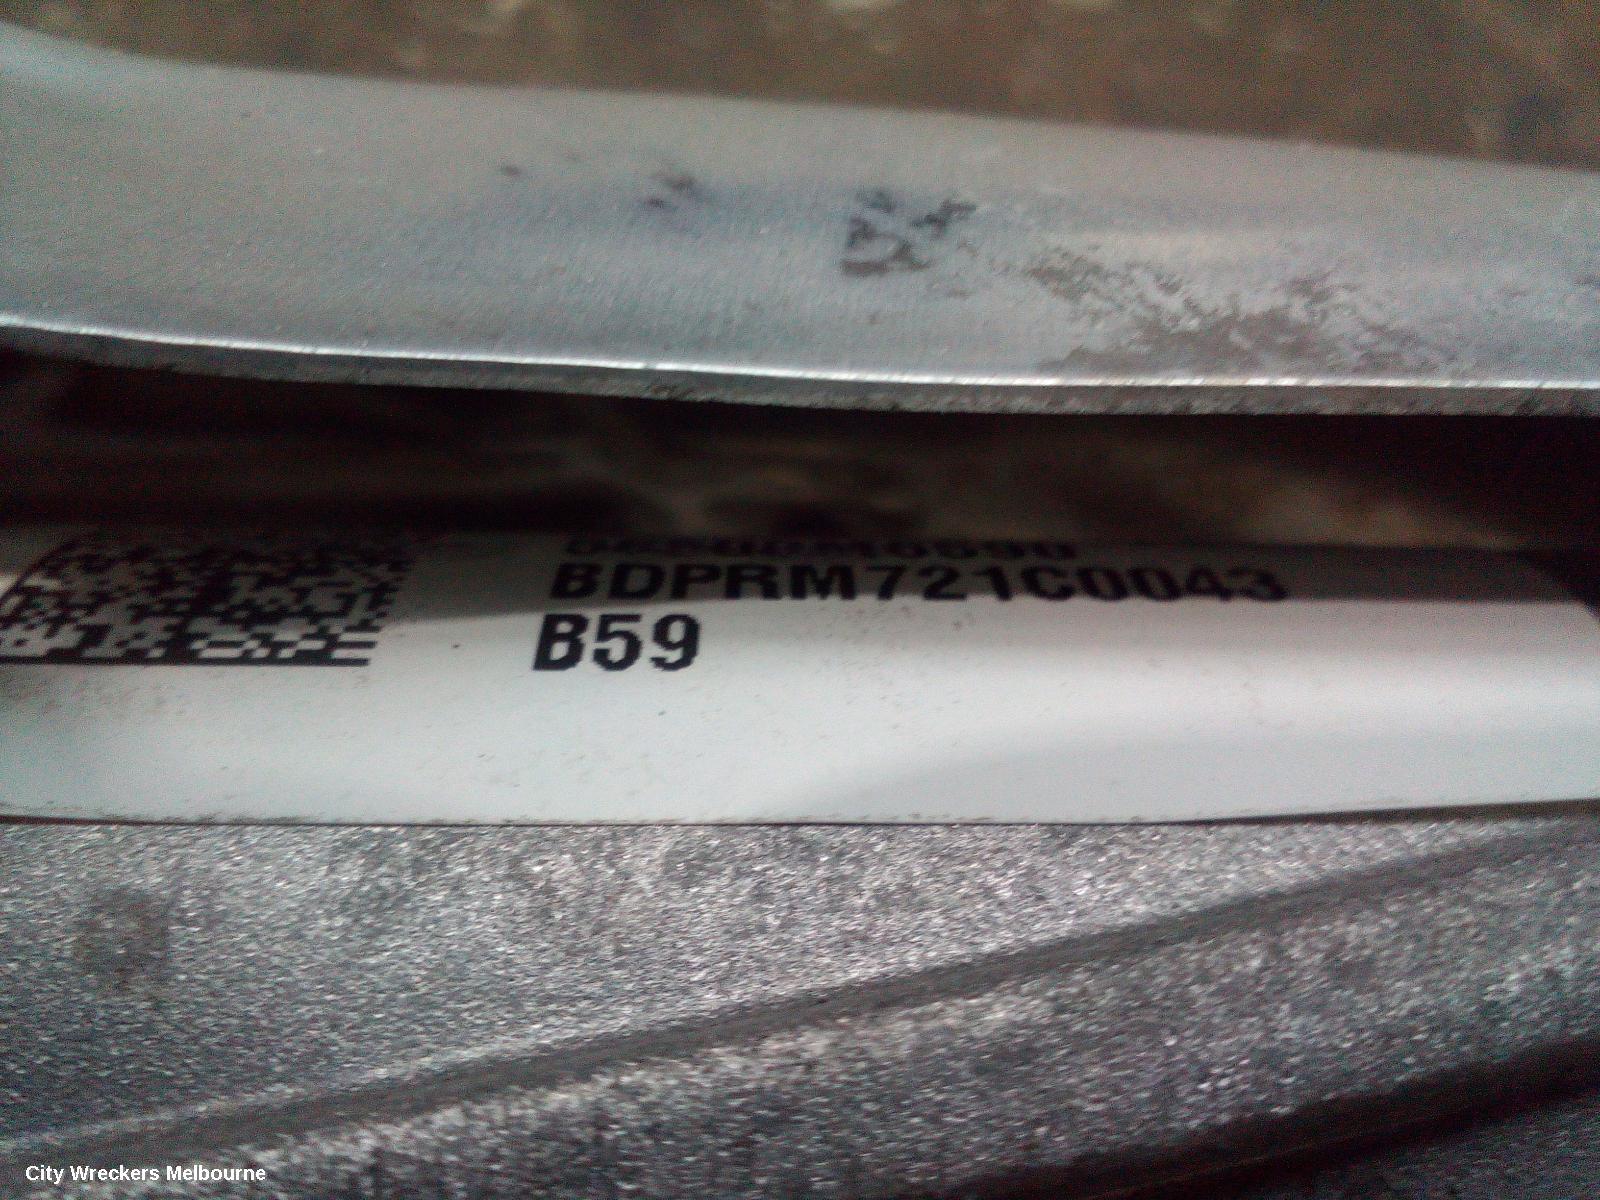 BDPRM721C0043
B59
City Wreckers Melbourne